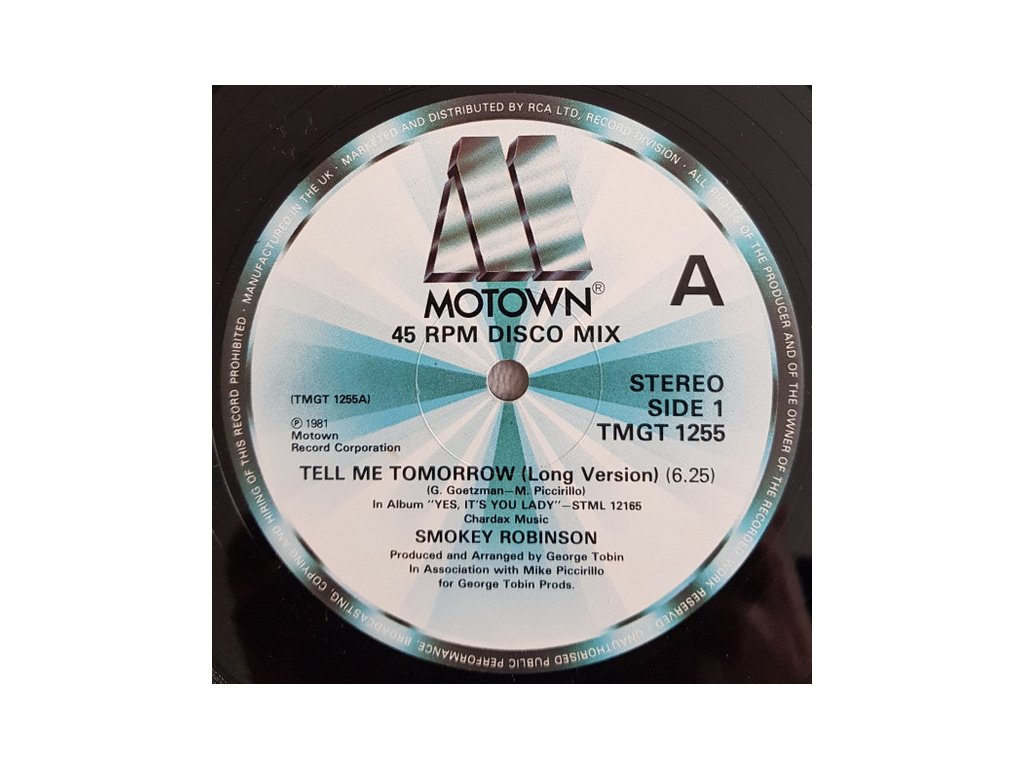 MANUFACTURED IN THE UK · MARKETED AND DISTRIBUTED BY RCA LTD, RECORD DIVISION · ALL RIGHTS OF THE PRODUCER AND OF THE OWNER OF THE RECORDED WORK RESERVED · UNAUTHORISED PUBLIC PERFORMANCE, BROADCASTING, COPYING AND HIRING OF THIS RECORD PROHIBITED ·
MOTOWN®
A
45 RPM DISCO MIX
STEREO
SIDE 1
TMGT 1255
(TMGT 1255A)
℗ 1981
Motown
Record Corporation
TELL ME TOMORROW (Long Version) (6.25)
(G. Goetzman—M. Piccirillo)
In Album "YES, IT'S YOU LADY"—STML 12165
Chardax Music
SMOKEY ROBINSON
Produced and Arranged by George Tobin
In Association with Mike Piccirillo
for George Tobin Prods.